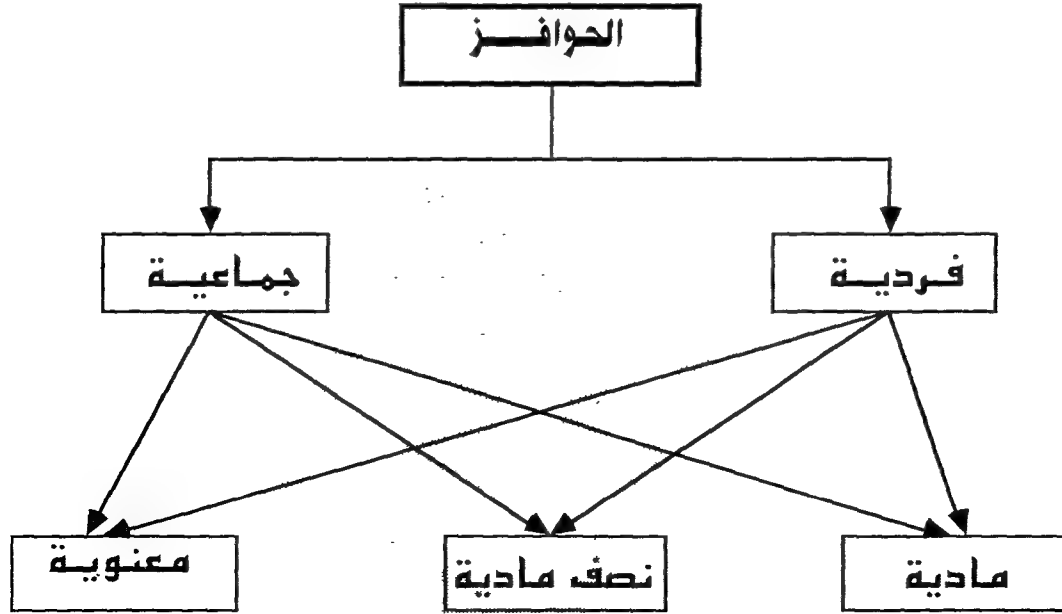 الحوافز
فردية
جماعية
مادية
نصف مادية
معنوية